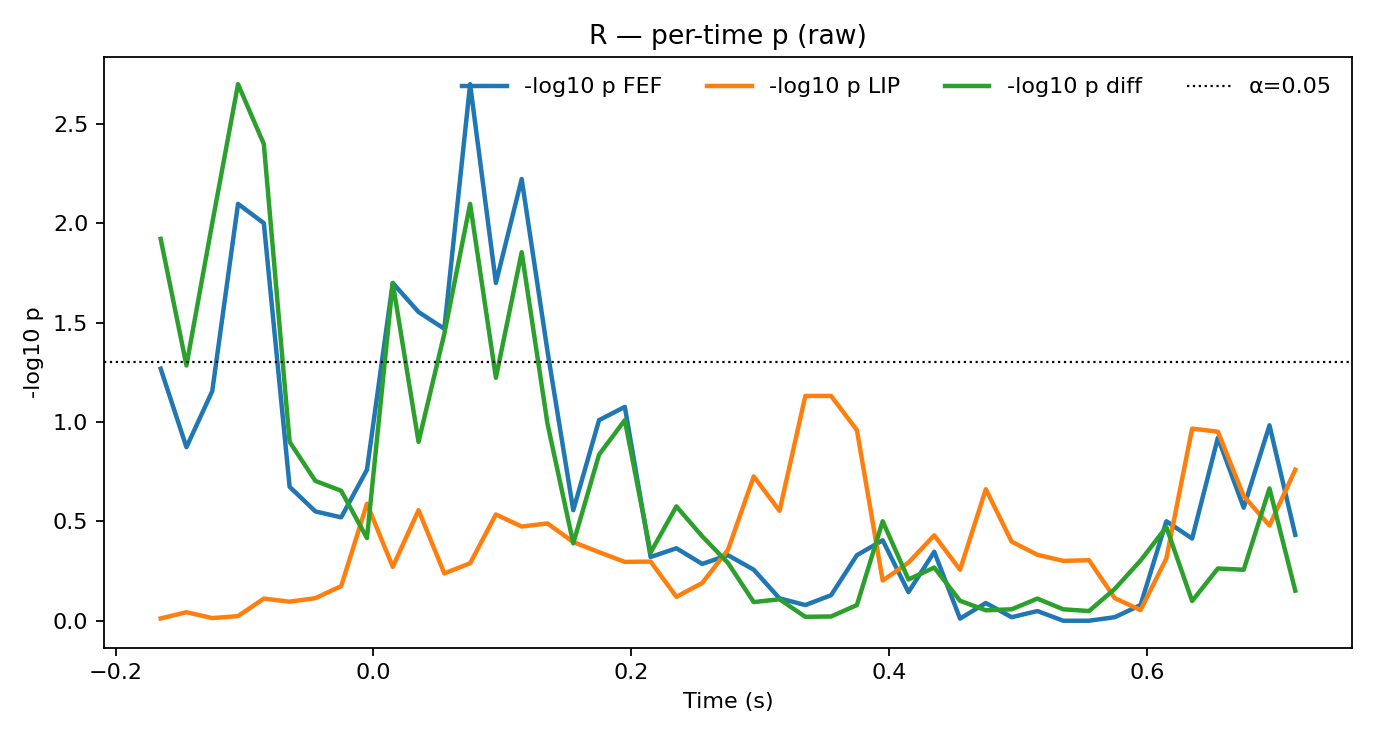 R — per-time p (raw)
-log10 p FEF -log10 p LIP -log10 p diff α=0.05
2.5
2.0
1.5
1.0
0.5
0.0
-log10 p
−0.2 0.0 0.2 0.4 0.6
Time (s)